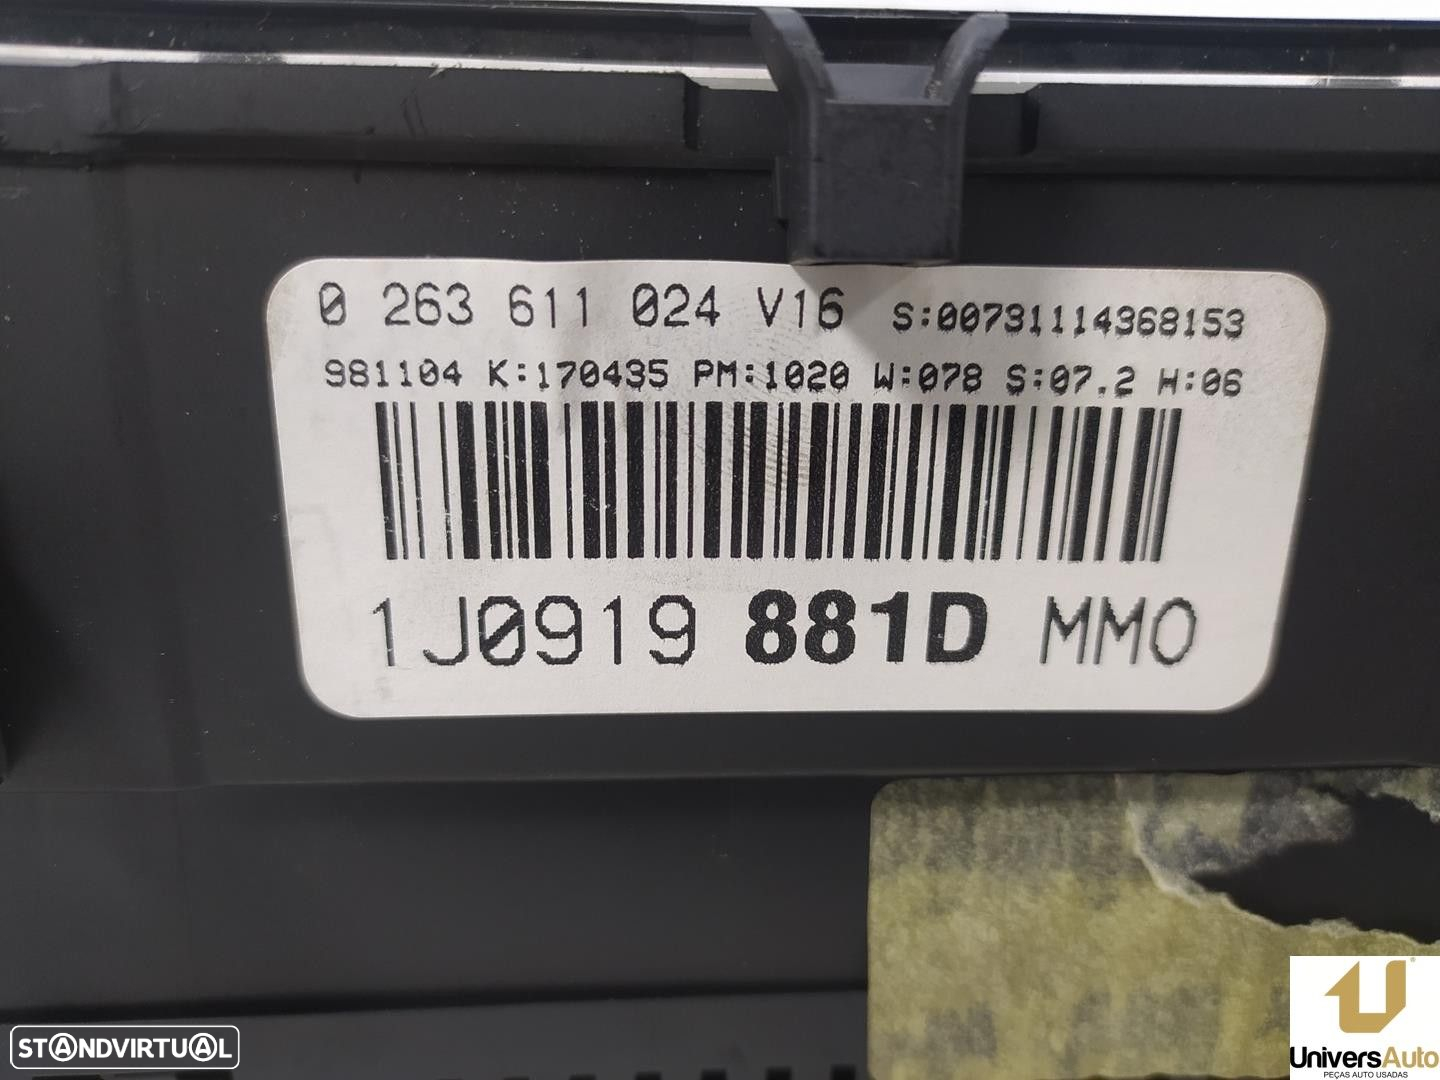 0 263 611 024 V16 S:00731114368153
981104 K:170435 PM:1020 W:078 S:07.2 H:06
1J0919 881D MMO
STANDVIRTUAL
UniversAuto
PEÇAS AUTO USADAS